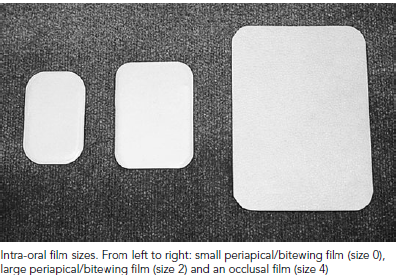 Intra-oral film sizes. From left to right: small periapical/bitewing film (size 0),
large periapical/bitewing film (size 2) and an occlusal film (size 4)